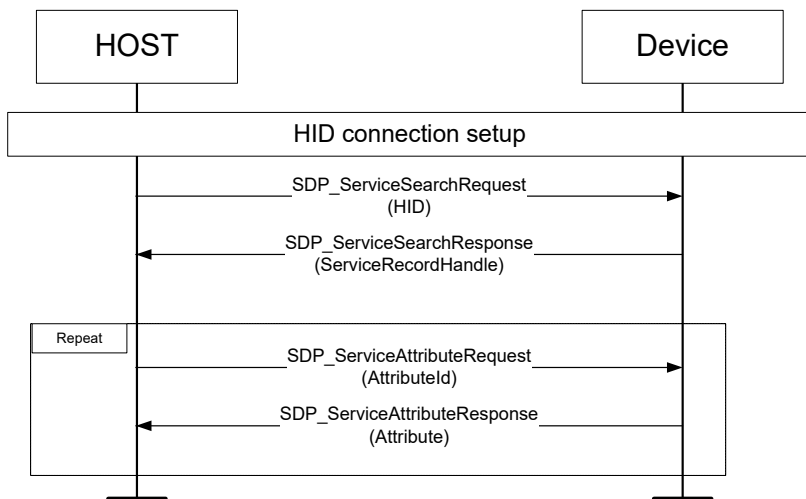 HOST
Device
HID connection setup
SDP_ServiceSearchRequest
(HID)
SDP_ServiceSearchResponse
(ServiceRecordHandle)
Repeat
SDP_ServiceAttributeRequest
(AttributeId)
SDP_ServiceAttributeResponse
(Attribute)